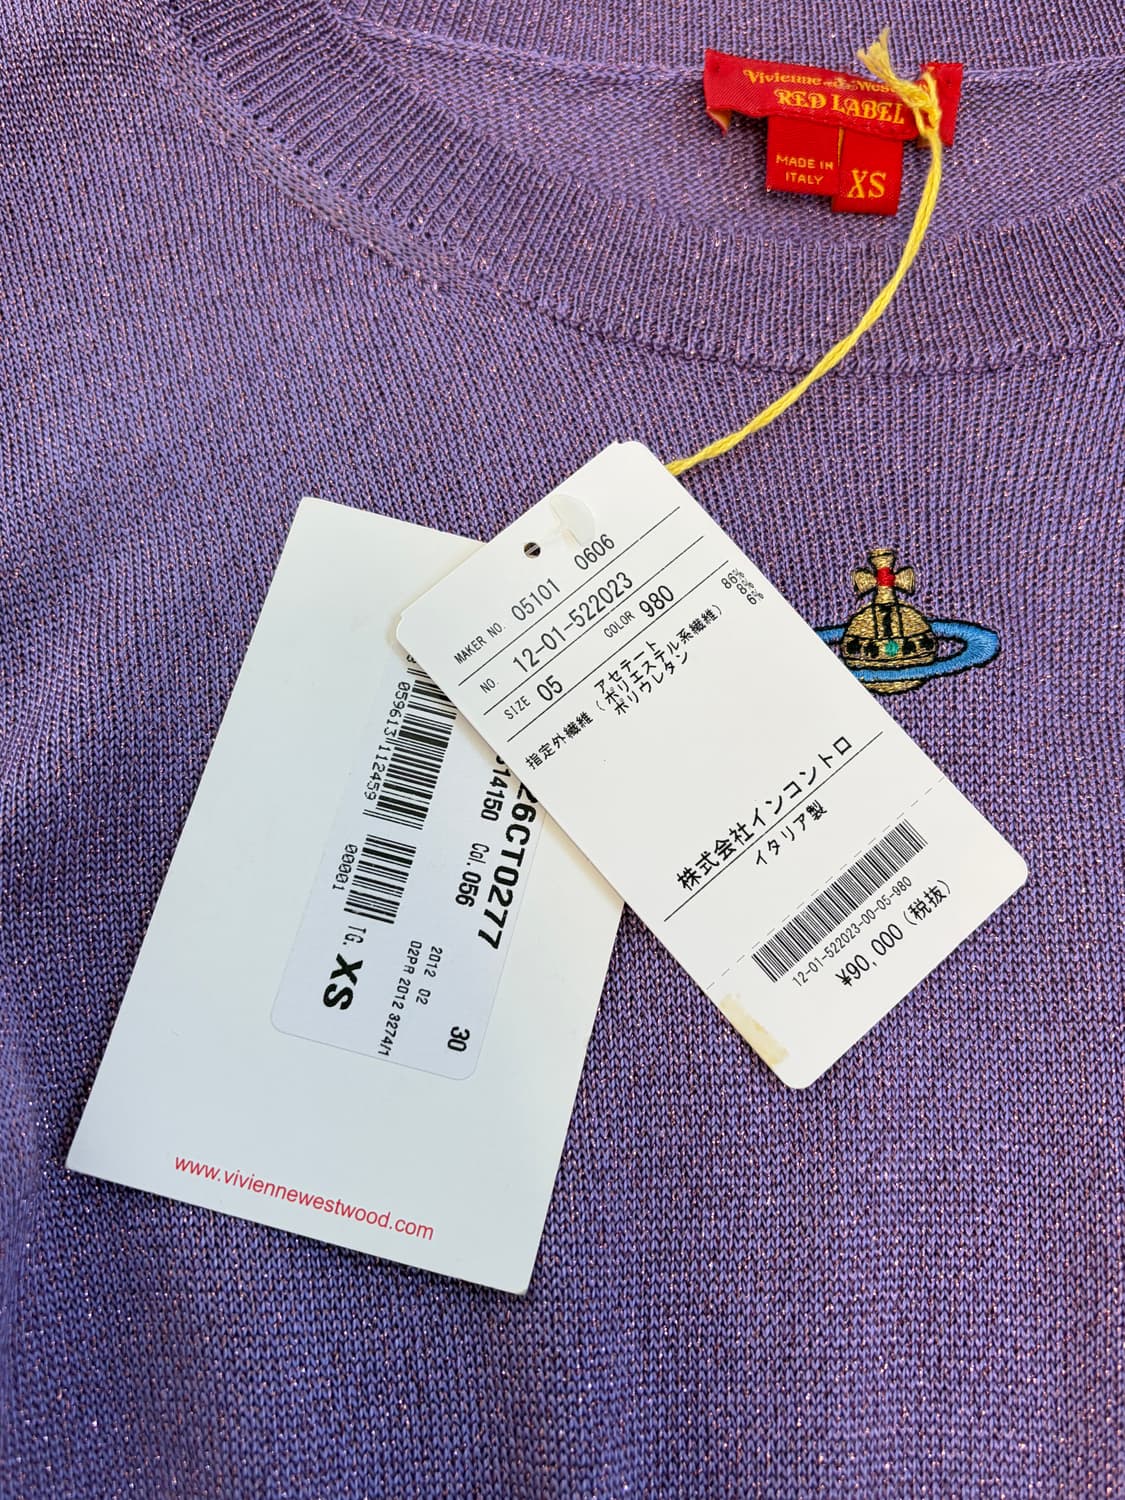 Vivienne
RED LABEL
MADE IN
ITALY
XS
MAKER NO. 05101 0606
NO. 12-01-522023
SIZE 05 COLOR 980
アセテート 86%
指定外繊維（ポリエステル系繊維） 8%
ポリウレタン 6%
株式会社インコントロ
イタリア製
12-01-522023-00-05-980
¥90,000（税抜）
26CT0277
14150 Col. 056
059613112459
00001
TG. XS
2012 02
02PR 2012 3274/1
30
www.viviennewestwood.com